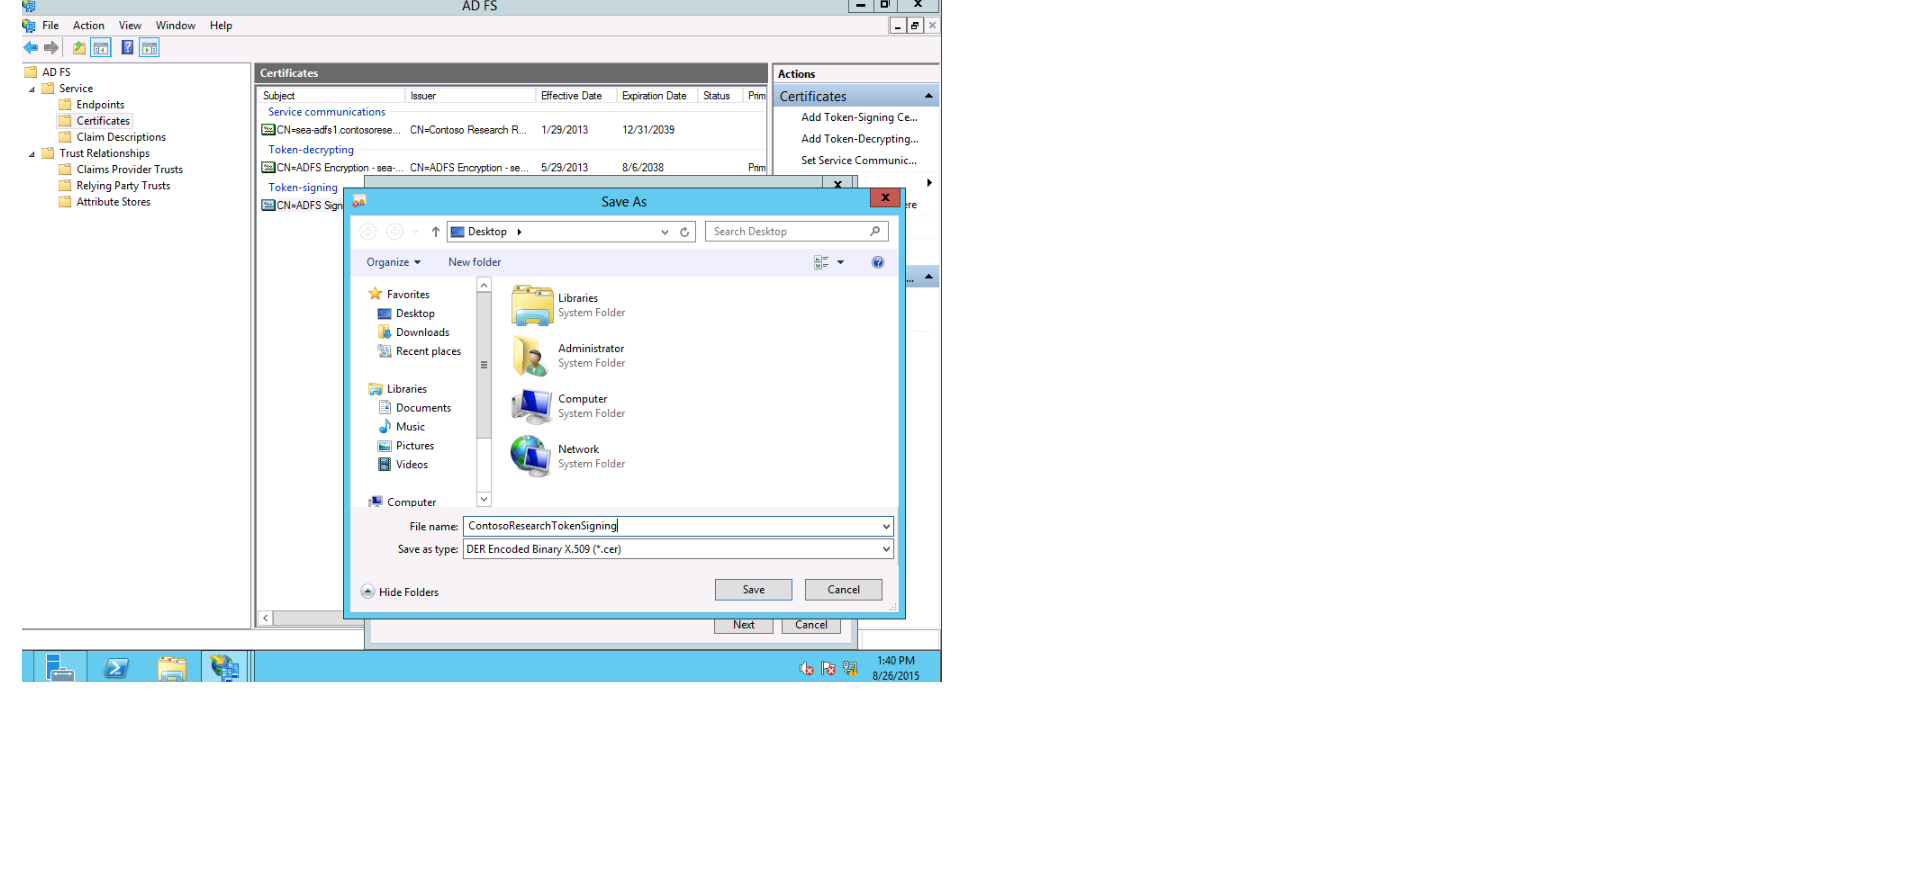 AD FS
File Action View Window Help
AD FS
Service
Endpoints
Certificates
Claim Descriptions
Trust Relationships
Claims Provider Trusts
Relying Party Trusts
Attribute Stores
Certificates
Subject Issuer Effective Date Expiration Date Status Prim
Service communications
CN=sea-adfs1.contosorese... CN=Contoso Research R... 1/29/2013 12/31/2039
Token-decrypting
CN=ADFS Encryption - sea-... CN=ADFS Encryption - se... 5/29/2013 8/6/2038 Prim
Token-signing
CN=ADFS Sign
Actions
Certificates
Add Token-Signing Ce...
Add Token-Decrypting...
Set Service Communic...
ere
...
Save As
Desktop
Search Desktop
Organize New folder
Favorites
Desktop
Downloads
Recent places
Libraries
Documents
Music
Pictures
Videos
Computer
Libraries
System Folder
Administrator
System Folder
Computer
System Folder
Network
System Folder
File name: ContosoResearchTokenSigning
Save as type: DER Encoded Binary X.509 (*.cer)
Hide Folders Save Cancel
Next Cancel
1:40 PM
8/26/2015